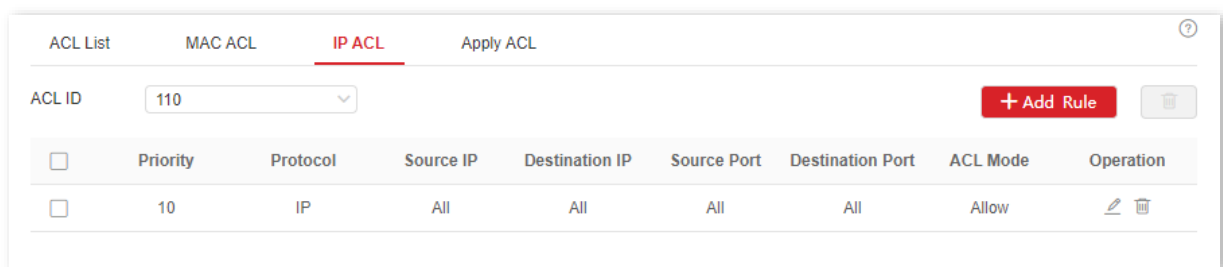 ACL List MAC ACL IP ACL Apply ACL ?
ACL ID 110 + Add Rule
Priority Protocol Source IP Destination IP Source Port Destination Port ACL Mode Operation
10 IP All All All All Allow